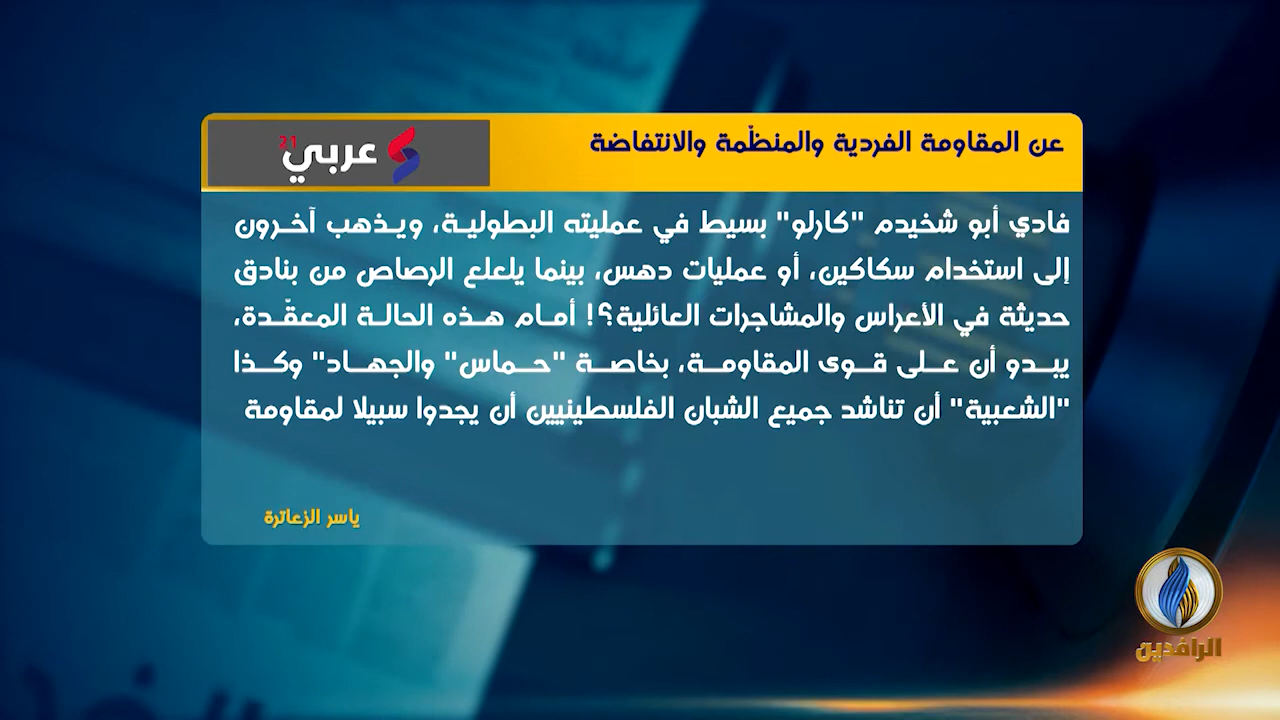 عن المقاومة الفردية والمنظّمة والانتفاضة
عربي 21
فادي أبو شخيدم "كارلو" بسيط في عمليته البطولية، ويذهب آخرون
إلى استخدام سكاكين، أو عمليات دهس، بينما يلعلع الرصاص من بنادق
حديثة في الأعراس والمشاجرات العائلية؟! أمام هذه الحالة المعقّدة،
يبدو أن على قوى المقاومة، بخاصة "حماس" والجهاد" وكذا
"الشعبية" أن تناشد جميع الشبان الفلسطينيين أن يجدوا سبيلا لمقاومة
ياسر الزعاترة
الرافدين